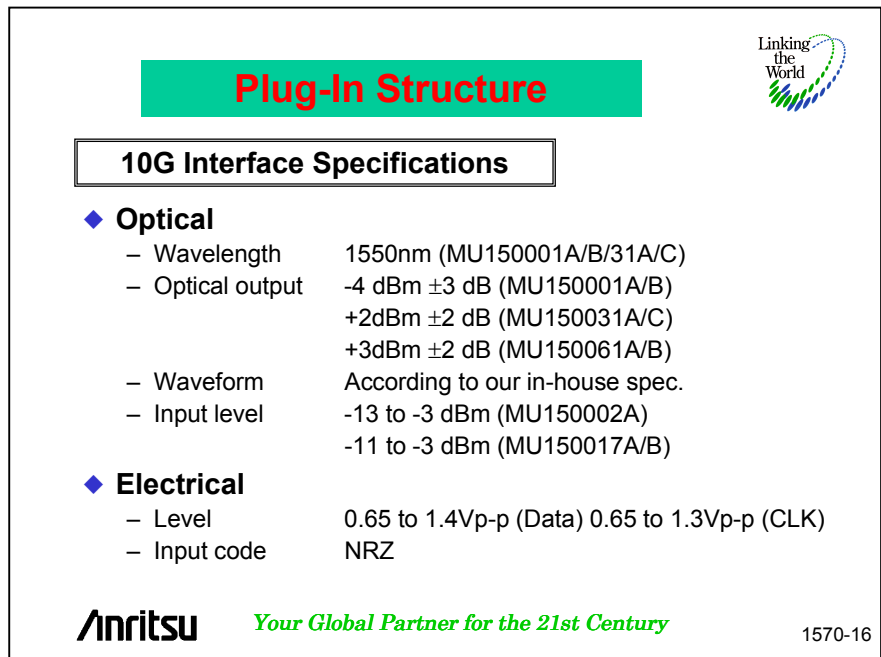 Linking
the
World
Plug-In Structure
10G Interface Specifications
◆ Optical
– Wavelength 1550nm (MU150001A/B/31A/C)
– Optical output -4 dBm ±3 dB (MU150001A/B)
+2dBm ±2 dB (MU150031A/C)
+3dBm ±2 dB (MU150061A/B)
– Waveform According to our in-house spec.
– Input level -13 to -3 dBm (MU150002A)
-11 to -3 dBm (MU150017A/B)
◆ Electrical
– Level 0.65 to 1.4Vp-p (Data) 0.65 to 1.3Vp-p (CLK)
– Input code NRZ
Anritsu Your Global Partner for the 21st Century
1570-16